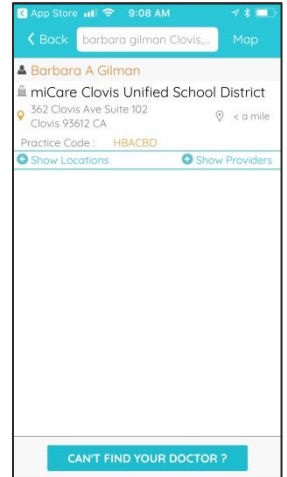 App Store 9:08 AM
Back barbara gilman Clovis,... Map
Barbara A Gilman
miCare Clovis Unified School District
362 Clovis Ave Suite 102
Clovis 93612 CA
< a mile
Practice Code : HBACBD
Show Locations Show Providers
CAN'T FIND YOUR DOCTOR ?